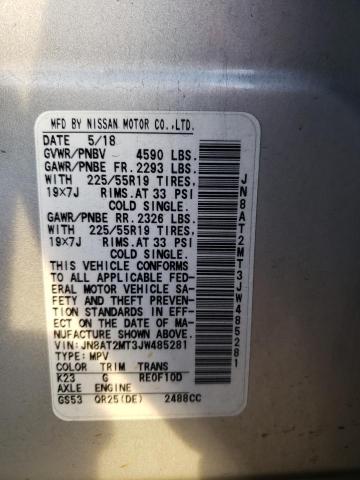 MFD BY NISSAN MOTOR CO.,LTD.
DATE 5/18
GVWR/PNBV 4590 LBS.
GAWR/PNBE FR. 2293 LBS.
WITH 225/55R19 TIRES,
19X7J RIMS.AT 33 PSI
COLD SINGLE.
GAWR/PNBE RR. 2326 LBS.
WITH 225/55R19 TIRES,
19X7J RIMS.AT 33 PSI
COLD SINGLE.
THIS VEHICLE CONFORMS
TO ALL APPLICABLE FED-
ERAL MOTOR VEHICLE SA-
FETY AND THEFT PREVEN-
TION STANDARDS IN EFF-
ECT ON THE DATE OF MA-
NUFACTURE SHOWN ABOVE.
VIN:JN8AT2MT3JW485281
TYPE:MPV
COLOR TRIM TRANS
K23 G RE0F10D
AXLE ENGINE
GS53 QR25(DE) 2488CC
JN8AT2MT3JW485281